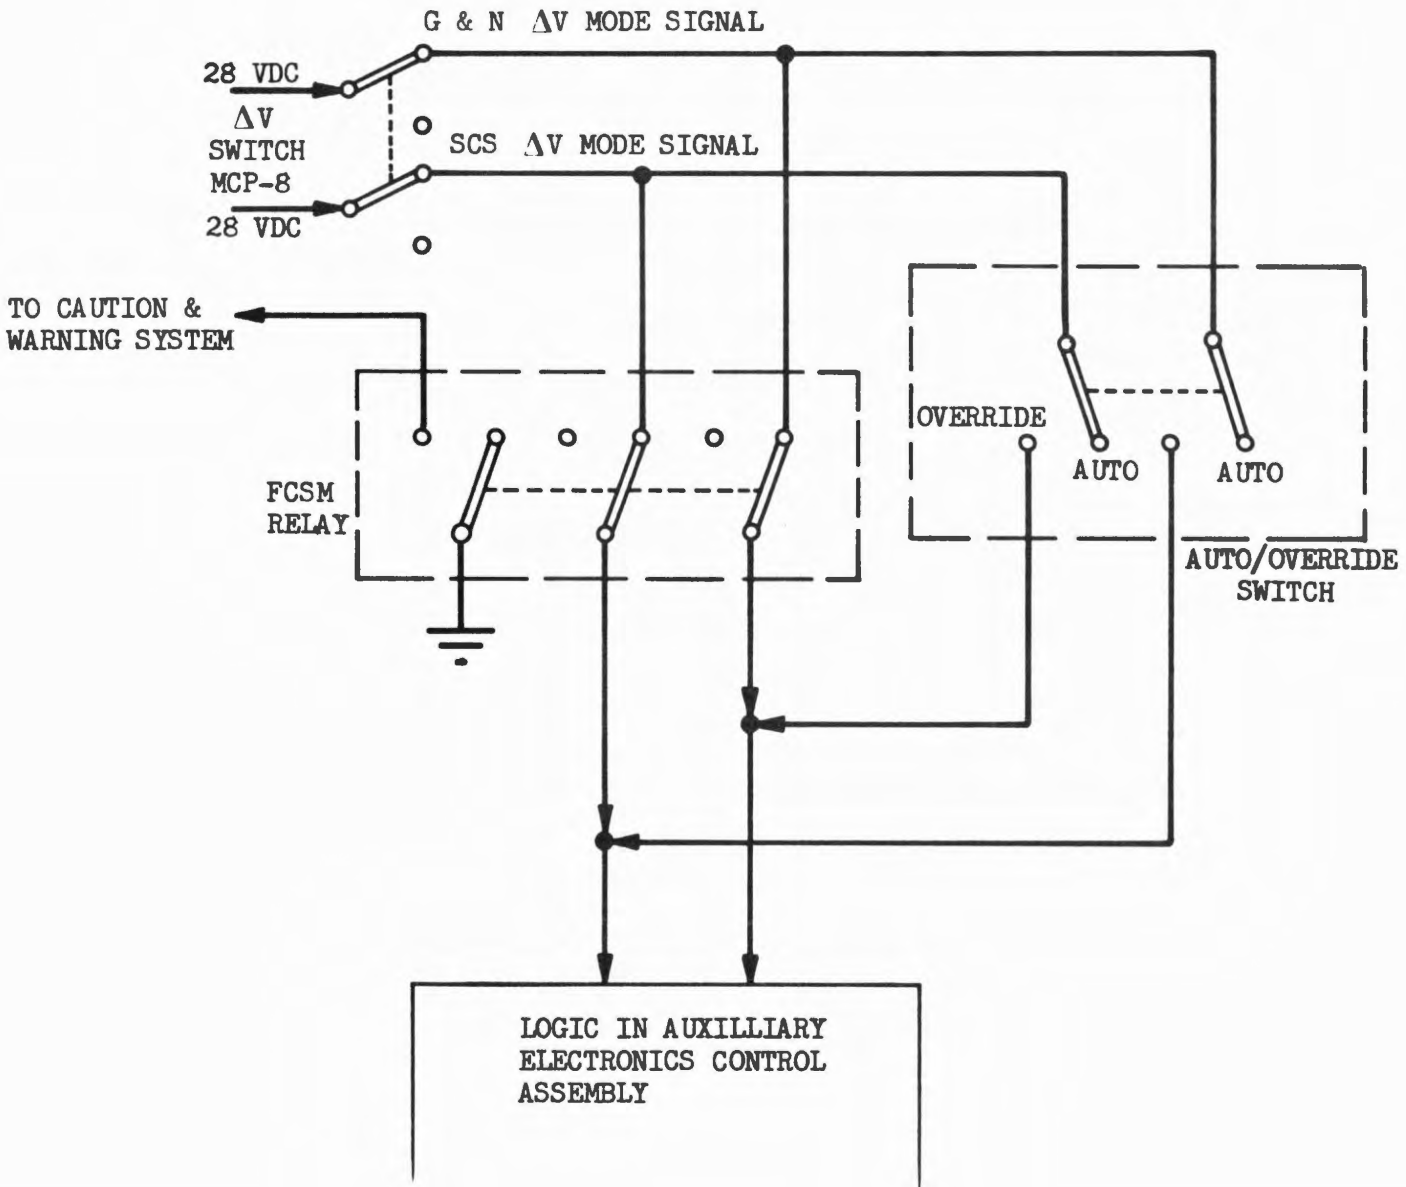 G & N ΔV MODE SIGNAL
28 VDC
ΔV
SWITCH
MCP-8
28 VDC
SCS ΔV MODE SIGNAL
TO CAUTION &
WARNING SYSTEM
FCSM
RELAY
OVERRIDE
AUTO
AUTO
AUTO/OVERRIDE
SWITCH
LOGIC IN AUXILLIARY
ELECTRONICS CONTROL
ASSEMBLY